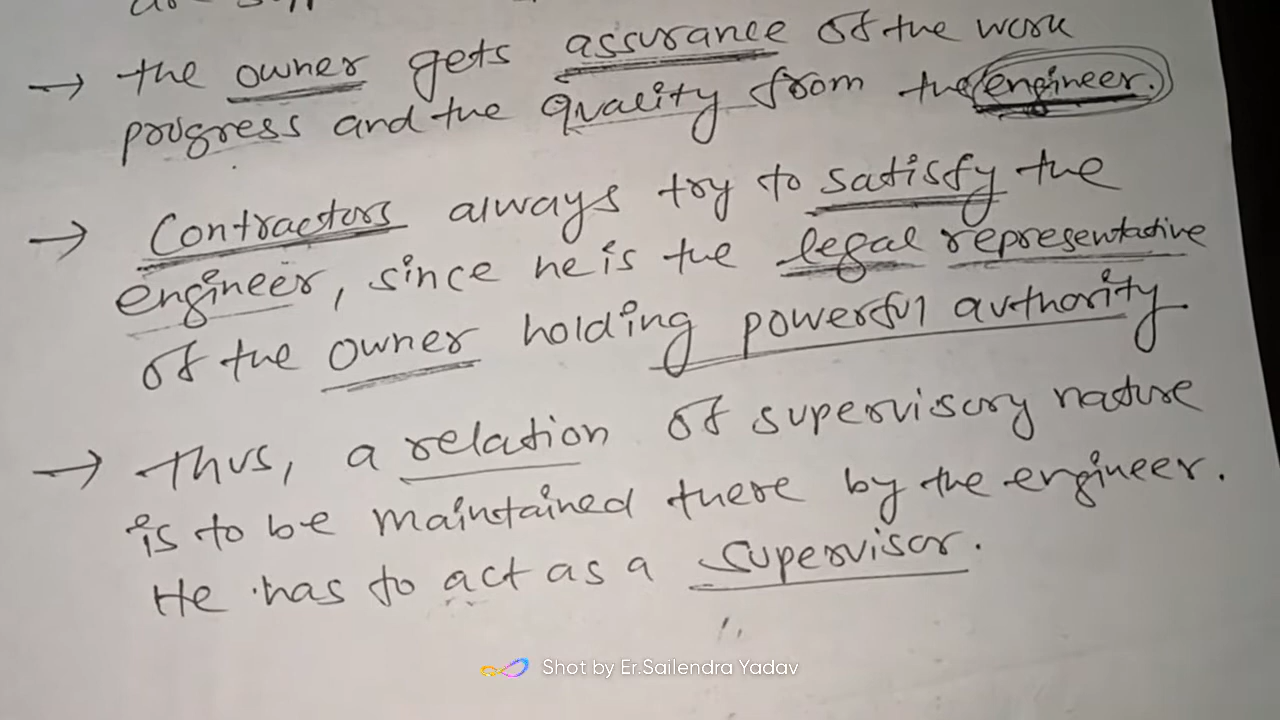 → the owner gets assurance of the work
progress and the quality from the engineer.
→ Contractors always try to satisfy the
engineer, since he is the legal representative
of the owner holding powerful authority
→ thus, a relation of supervisory nature
is to be maintained there by the engineer.
He has to act as a supervisor.
Shot by Er.Sailendra Yadav